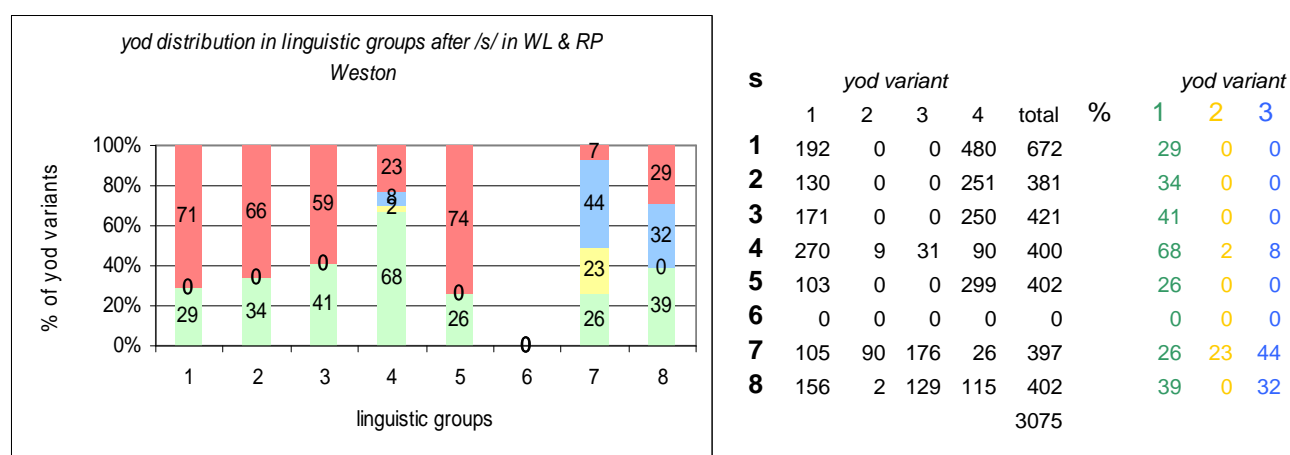 yod distribution in linguistic groups after /s/ in WL & RP
Weston
100%
80%
60%
40%
20%
0%
% of yod variants
71 66 59 23 74 7 29
0 0 0 8 2 0 0 44 23 32 0
29 34 41 68 26 26 39
1 2 3 4 5 6 7 8
linguistic groups
s yod variant yod variant
1 2 3 4 total % 1 2 3
1 192 0 0 480 672 29 0 0
2 130 0 0 251 381 34 0 0
3 171 0 0 250 421 41 0 0
4 270 9 31 90 400 68 2 8
5 103 0 0 299 402 26 0 0
6 0 0 0 0 0 0 0 0
7 105 90 176 26 397 26 23 44
8 156 2 129 115 402 39 0 32
3075